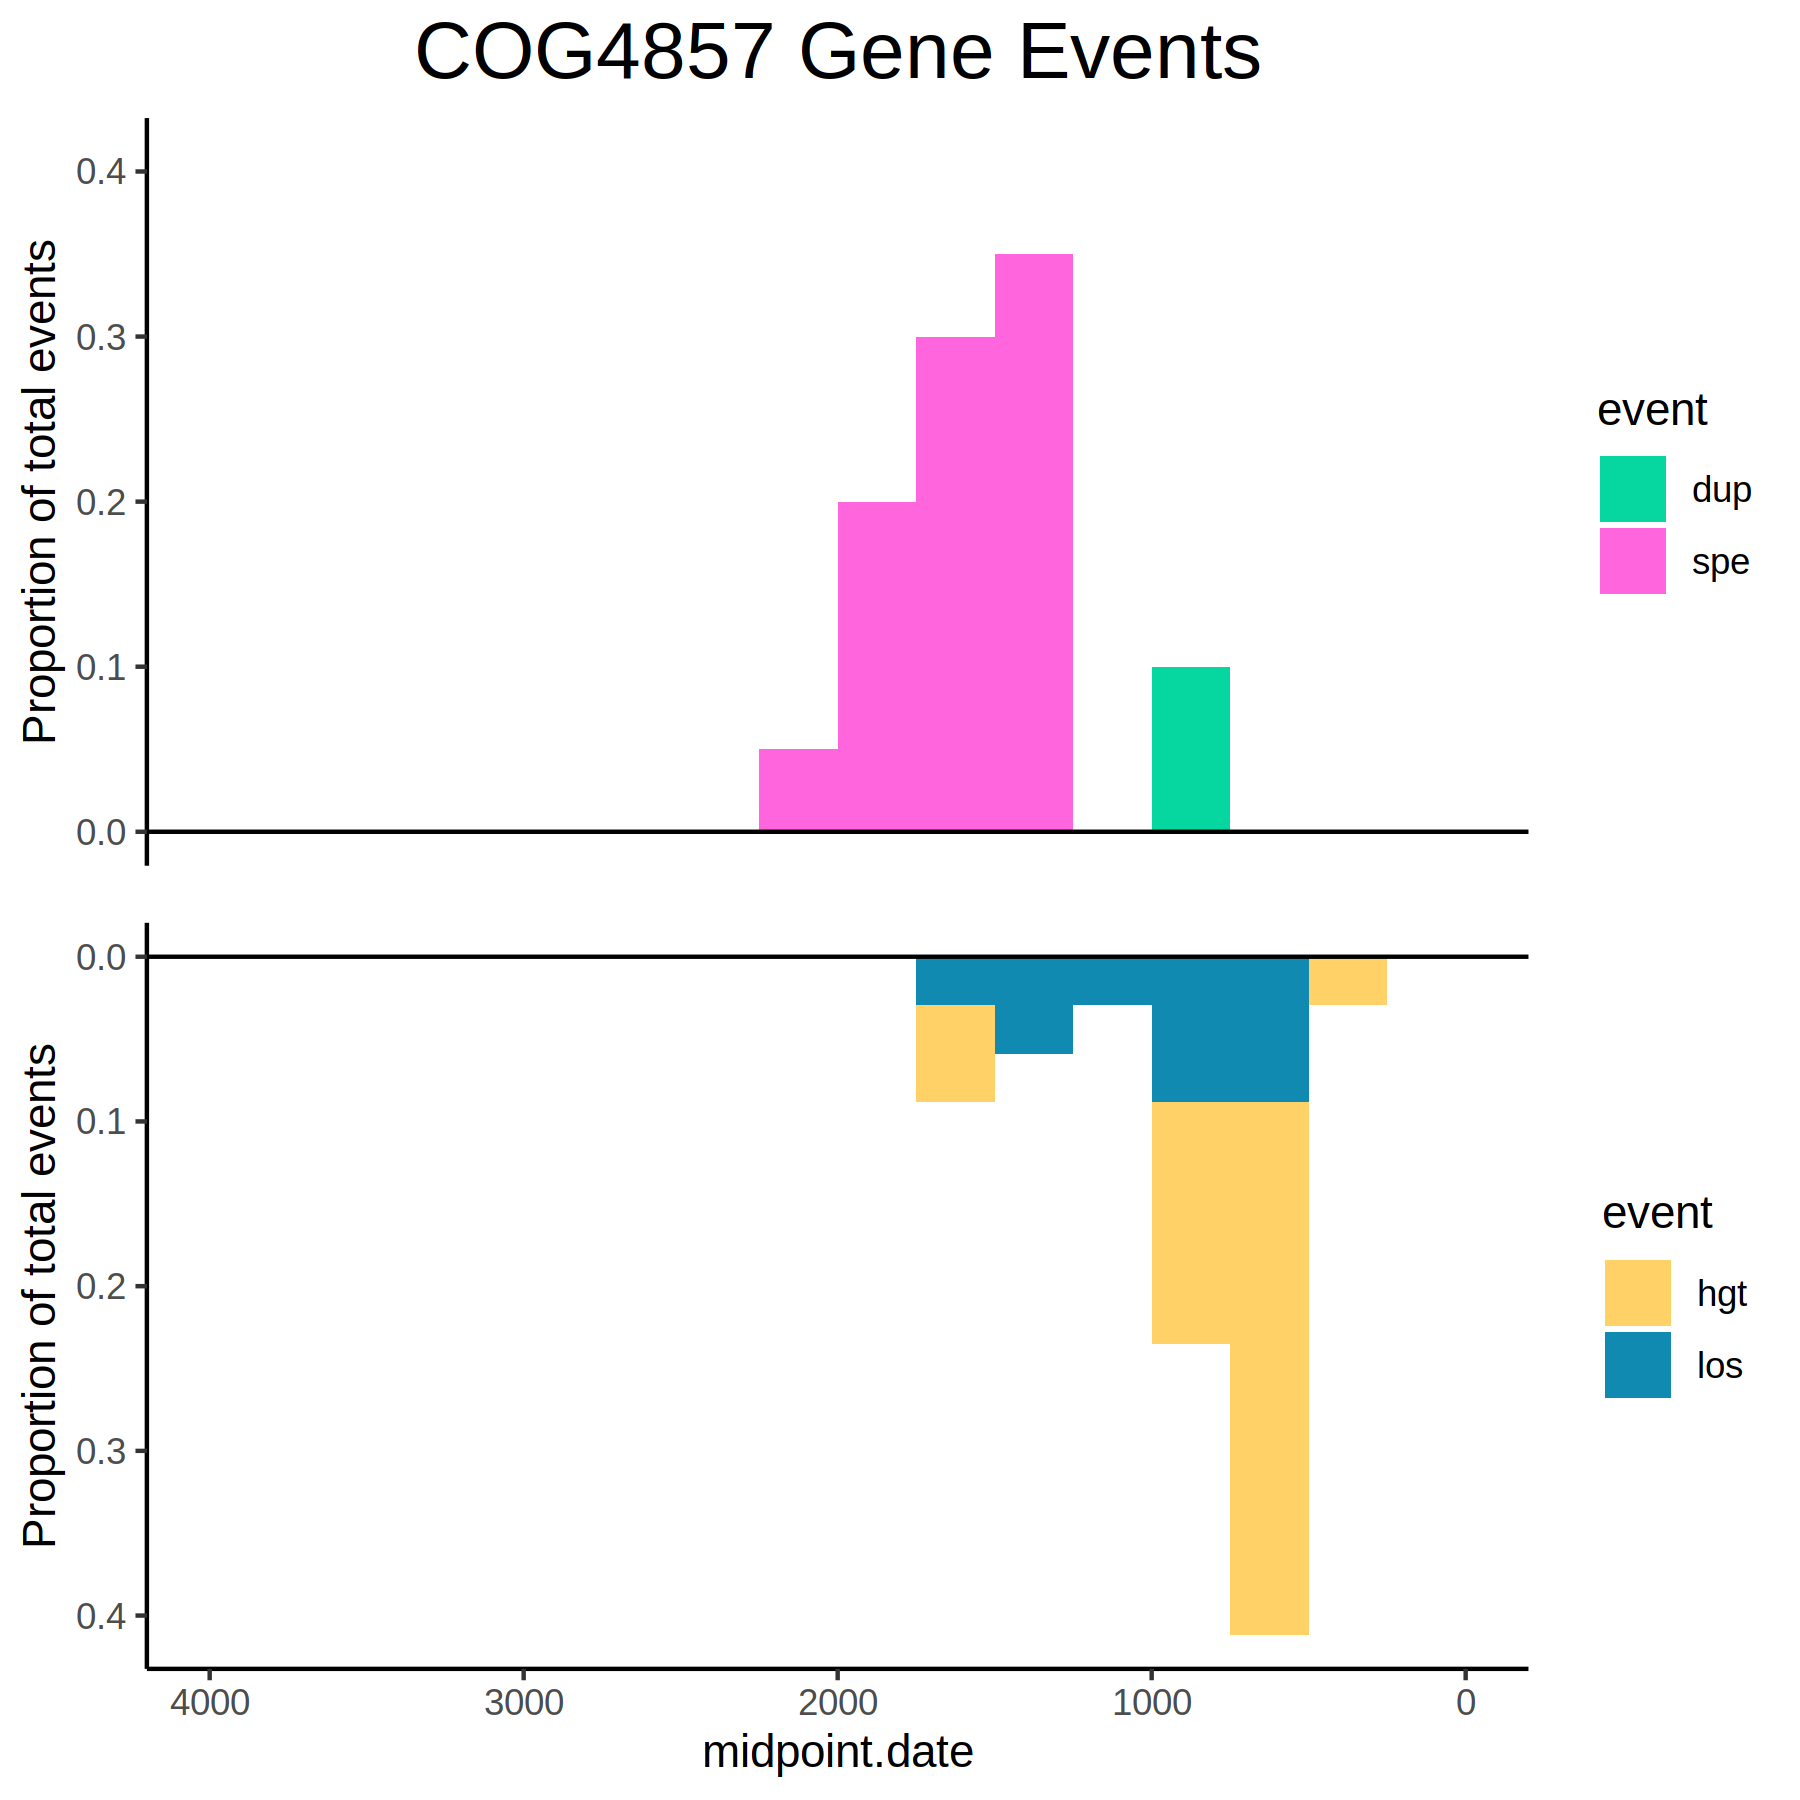 COG4857 Gene Events
Proportion of total events
0.4
0.3
0.2
0.1
0.0
event
dup
spe
Proportion of total events
0.0
0.1
0.2
0.3
0.4
event
hgt
los
4000 3000 2000 1000 0
midpoint.date